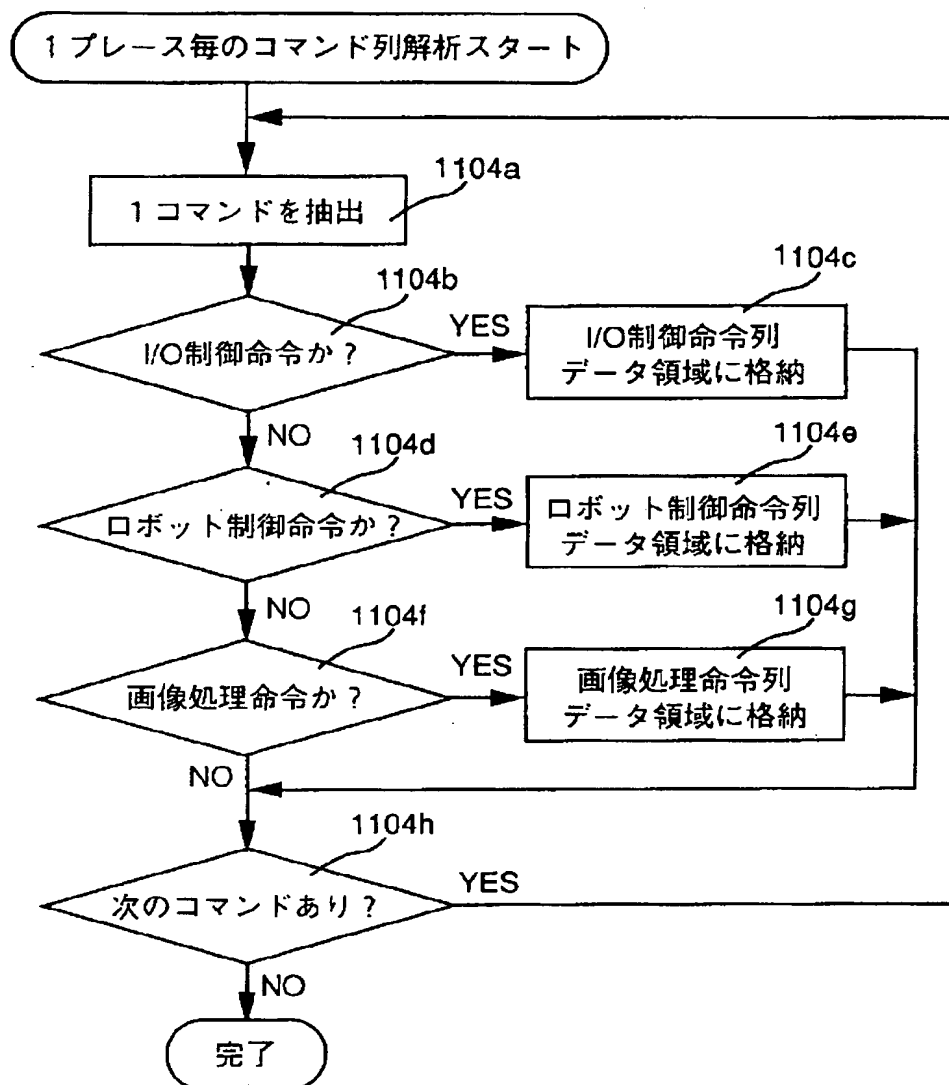 1 プレース毎のコマンド列解析スタート
1104a
1 コマンドを抽出
1104b
I/O制御命令か?
YES
1104c
I/O制御命令列
データ領域に格納
NO
1104d
ロボット制御命令か?
YES
1104e
ロボット制御命令列
データ領域に格納
NO
1104f
画像処理命令か?
YES
1104g
画像処理命令列
データ領域に格納
NO
1104h
次のコマンドあり?
YES
NO
完了